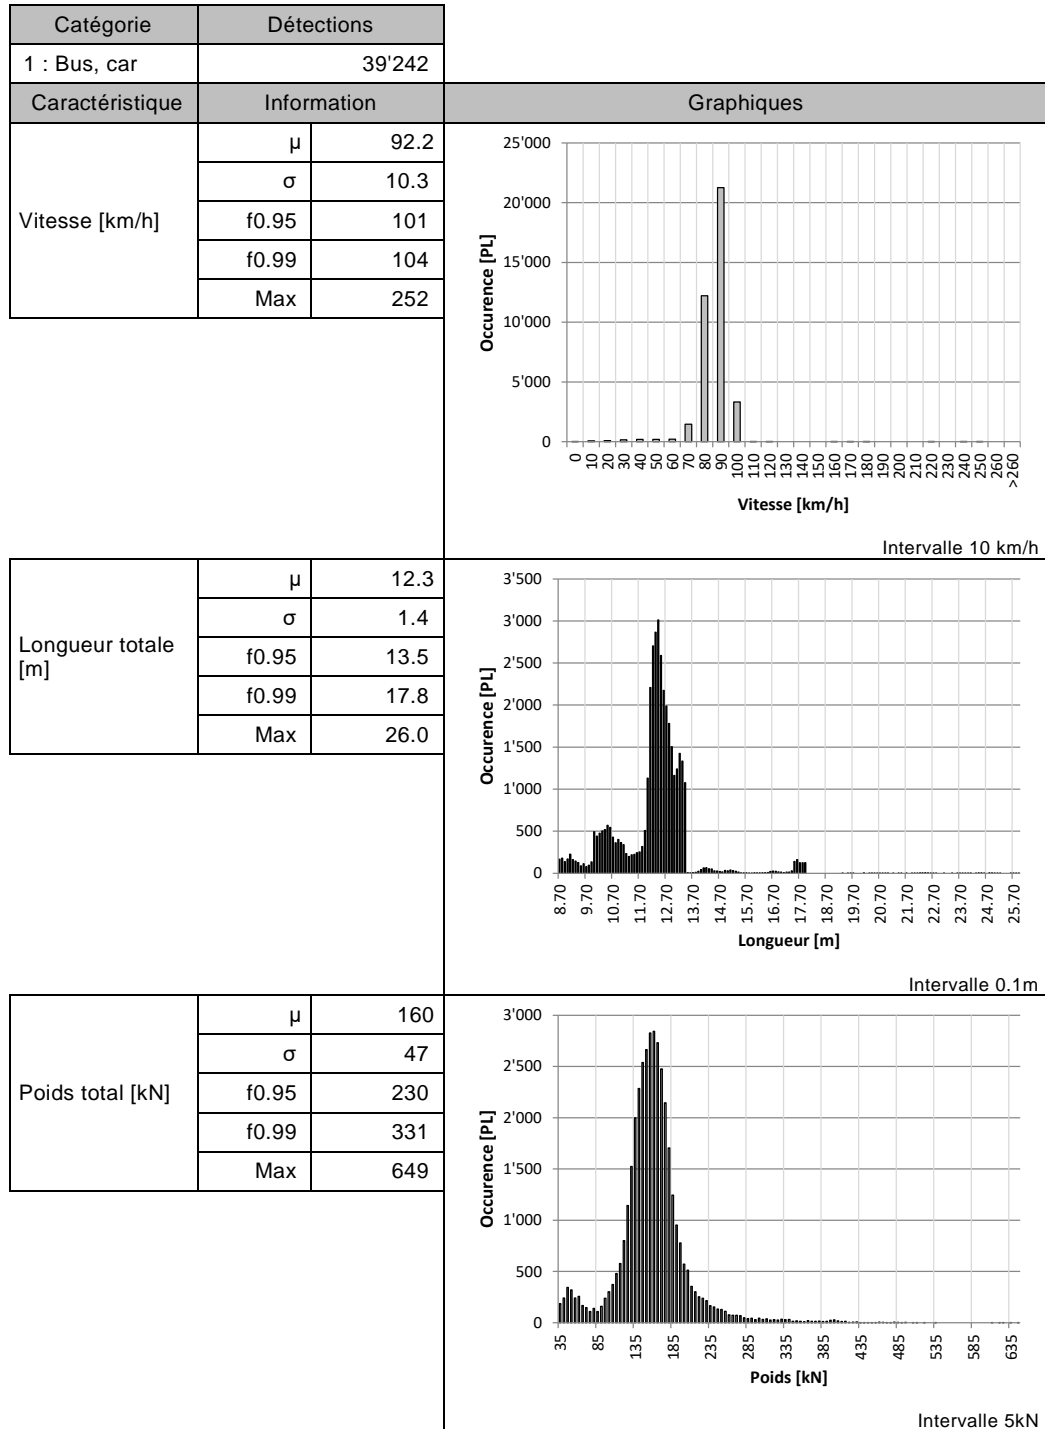 Catégorie Détections
1 : Bus, car 39'242
Caractéristique Information Graphiques
Vitesse [km/h]
µ 92.2
σ 10.3
f0.95 101
f0.99 104
Max 252
25'000
20'000
15'000
10'000
5'000
0
Occurence [PL]
0 10 20 30 40 50 60 70 80 90 100 110 120 130 140 150 160 170 180 190 200 210 220 230 240 250 260 >260
Vitesse [km/h]
Intervalle 10 km/h
Longueur totale
[m]
µ 12.3
σ 1.4
f0.95 13.5
f0.99 17.8
Max 26.0
3'500
3'000
2'500
2'000
1'500
1'000
500
0
Occurence [PL]
8.70 9.70 10.70 11.70 12.70 13.70 14.70 15.70 16.70 17.70 18.70 19.70 20.70 21.70 22.70 23.70 24.70 25.70
Longueur [m]
Intervalle 0.1m
Poids total [kN]
µ 160
σ 47
f0.95 230
f0.99 331
Max 649
3'000
2'500
2'000
1'500
1'000
500
0
Occurence [PL]
35 85 135 185 235 285 335 385 435 485 535 585 635
Poids [kN]
Intervalle 5kN